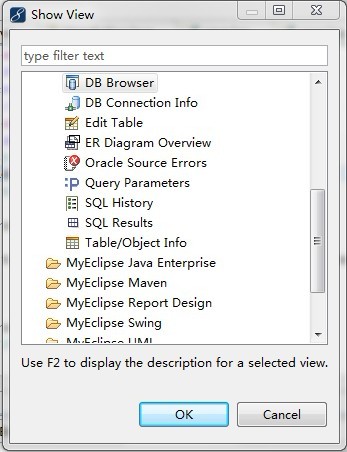 Show View
type filter text
DB Browser
DB Connection Info
Edit Table
ER Diagram Overview
Oracle Source Errors
Query Parameters
SQL History
SQL Results
Table/Object Info
MyEclipse Java Enterprise
MyEclipse Maven
MyEclipse Report Design
MyEclipse Swing
MyEclipse UML
Use F2 to display the description for a selected view.
OK
Cancel